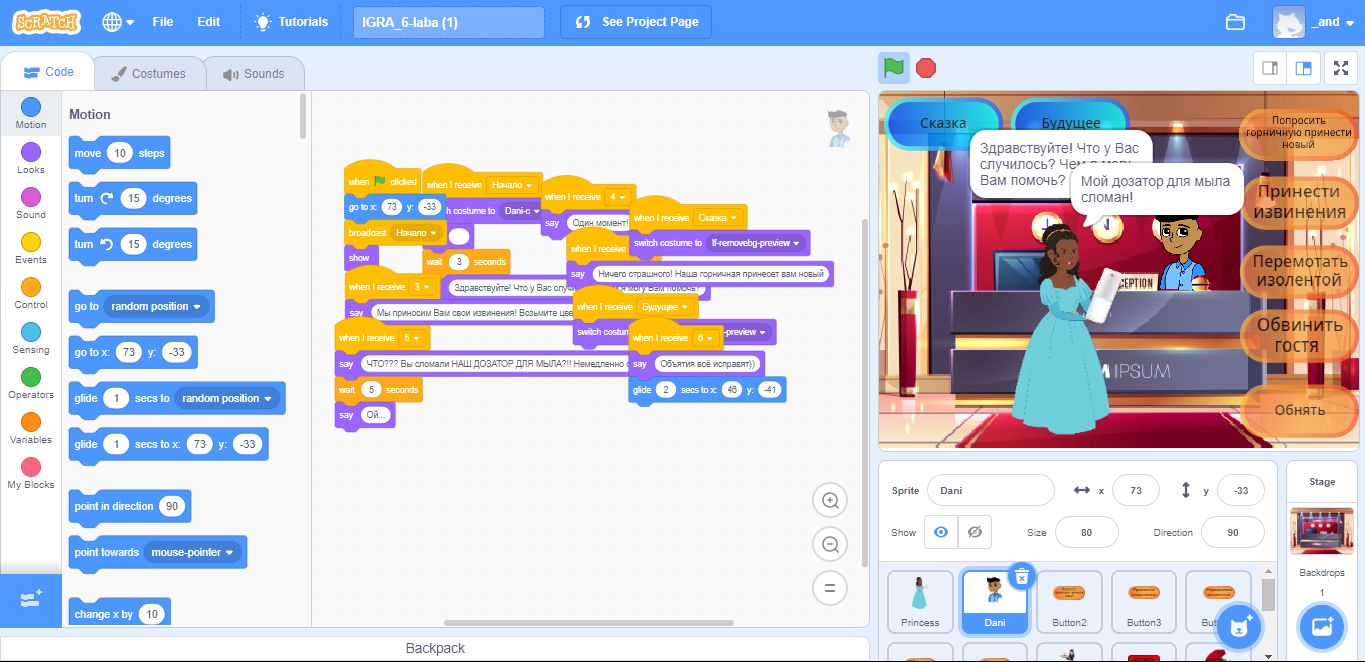 SCRATCH
File
Edit
Tutorials
IGRA_6-laba (1)
See Project Page
_and
Code
Costumes
Sounds
Motion
Looks
Sound
Events
Control
Sensing
Operators
Variables
My Blocks
Motion
move 10 steps
turn 15 degrees
turn 15 degrees
go to random position
go to x: 73 y: -33
glide 1 secs to random position
glide 1 secs to x: 73 y: -33
point in direction 90
point towards mouse-pointer
change x by 10
when clicked
go to x: 73 y: -33
broadcast Начало
show
when I receive Начало
h costume to Dani-c
wait 3 seconds
Здравствуйте! Что у Вас
я могу Вам помочь?
when I receive 4
say Один момент!
when I receive Сказка
switch costume to lf-removebg-preview
when I receive
say Ничего страшного! Наша горничная принесет вам новый
when I receive 3
say Мы приносим Вам свои извинения! Возьмите
when I receive Будущее
switch
-preview
when I receive 5
say ЧТО??? Вы сломали НАШ ДОЗАТОР ДЛЯ МЫЛА?!! Немедленно
wait 5 seconds
say Ой...
when I receive 6
say Объятия всё исправят))
glide 2 secs to x: 46 y: -41
Backpack
Сказка
Будущее
Здравствуйте! Что у Вас
случилось? Чем я могу
Вам помочь?
Мой дозатор для мыла
сломан!
Попросить
горничную принести
новый
Принести
извинения
Перемотать
изолентой
Обвинить
гостя
Обнять
CEPTION
M IPSUM
Sprite
Dani
x 73
y -33
Show
Size 80
Direction 90
Princess
Dani
Button2
Button3
But
Stage
Backdrops
1